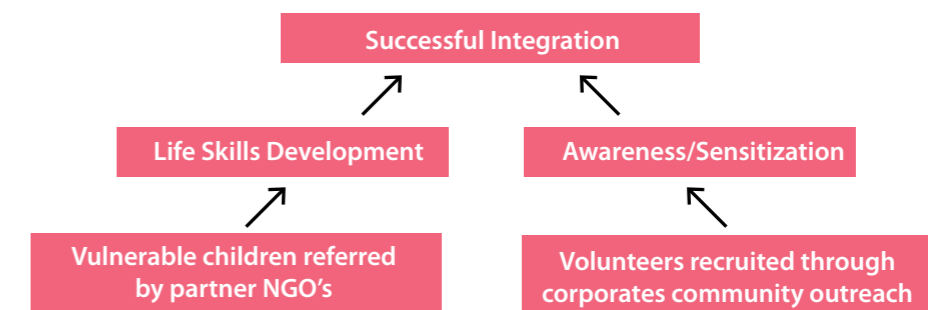 Successful Integration
Life Skills Development
Awareness/Sensitization
Vulnerable children referred
by partner NGO's
Volunteers recruited through
corporates community outreach